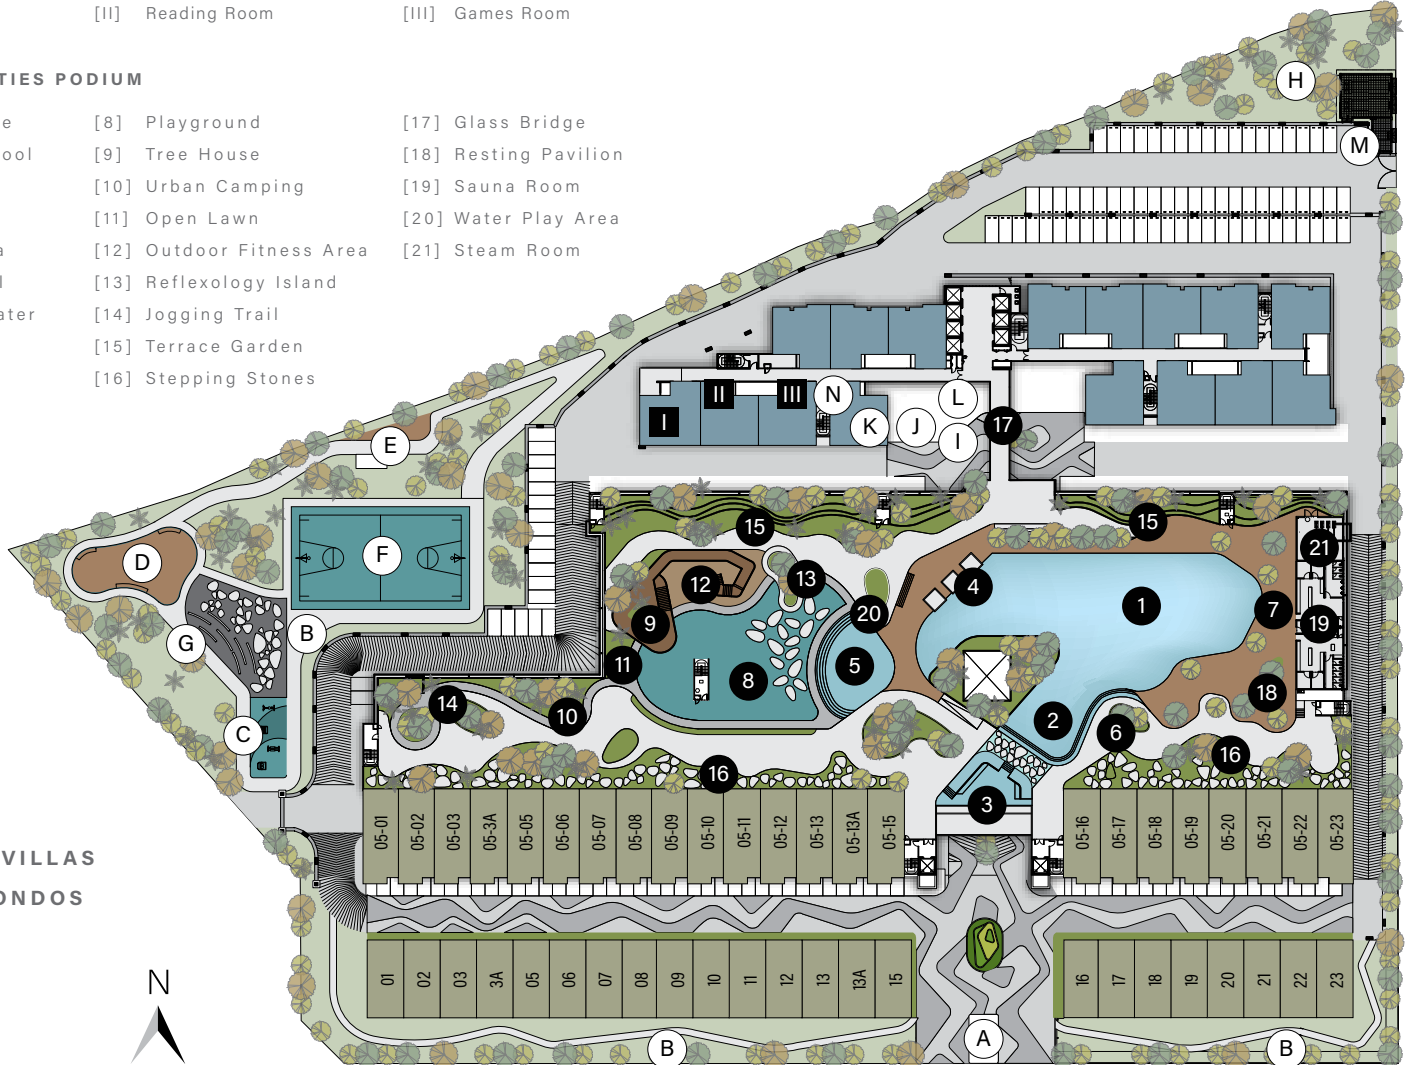 [II] Reading Room [III] Games Room
TIES PODIUM
e [8] Playground [17] Glass Bridge
ool [9] Tree House [18] Resting Pavilion
[10] Urban Camping [19] Sauna Room
[11] Open Lawn [20] Water Play Area
a [12] Outdoor Fitness Area [21] Steam Room
l [13] Reflexology Island
ater [14] Jogging Trail
[15] Terrace Garden
[16] Stepping Stones
H
M
I II III N L
K J I 17
E
15 15
F D 21
12 13 4 1
9 20 7 19
G B
11 5
8 18
14 10 2 6
C
16 16
3
05-01 05-02 05-03 05-3A 05-05 05-06 05-07 05-08 05-09 05-10 05-11 05-12 05-13 05-13A 05-15 05-16 05-17 05-18 05-19 05-20 05-21 05-22 05-23
VILLAS
ONDOS
01 02 03 3A 05 06 07 08 09 10 11 12 13 13A 15 16 17 18 19 20 21 22 23
N
B A B